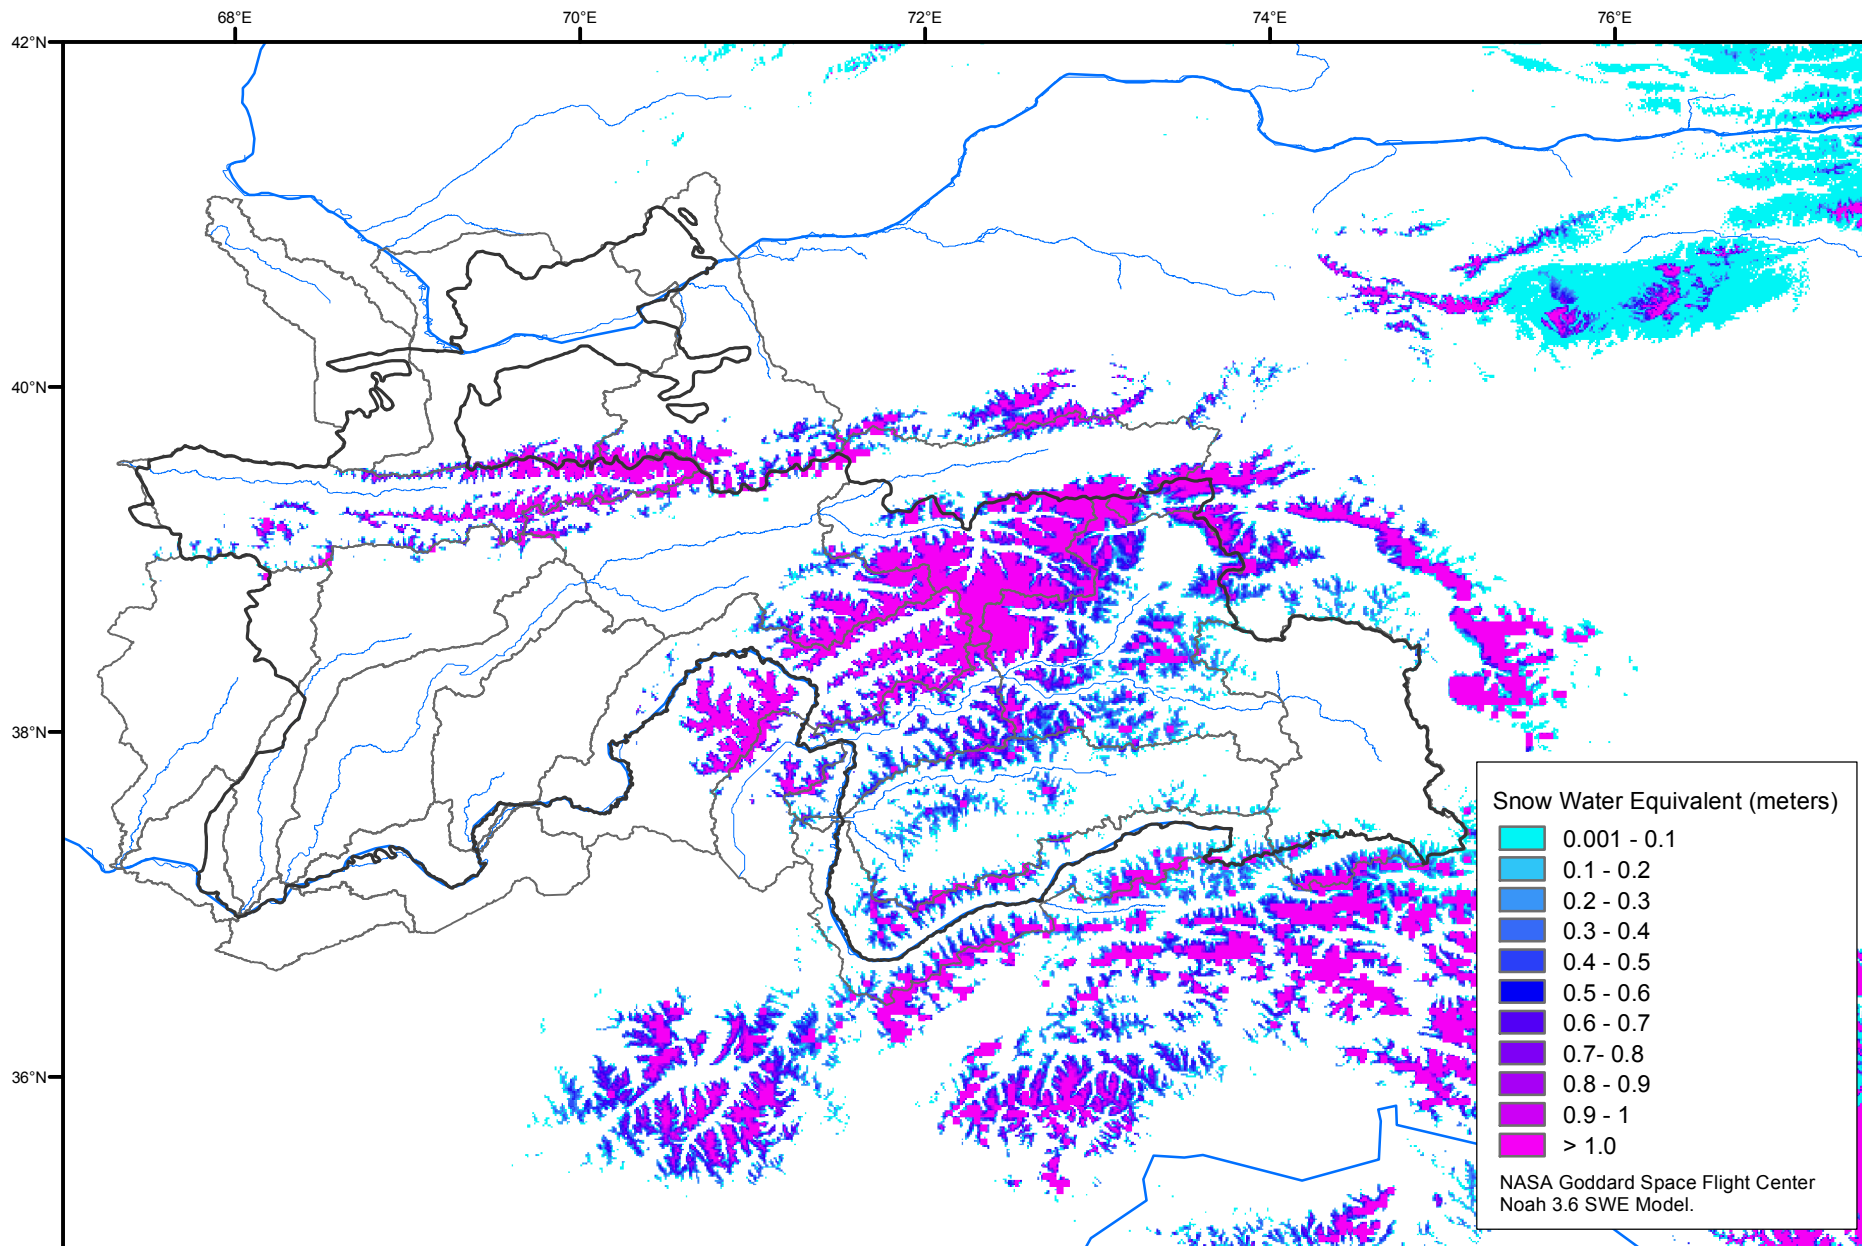 68°E
70°E
72°E
74°E
76°E
42°N
40°N
38°N
36°N
Snow Water Equivalent (meters)
0.001 - 0.1
0.1 - 0.2
0.2 - 0.3
0.3 - 0.4
0.4 - 0.5
0.5 - 0.6
0.6 - 0.7
0.7- 0.8
0.8 - 0.9
0.9 - 1
> 1.0
NASA Goddard Space Flight Center
Noah 3.6 SWE Model.